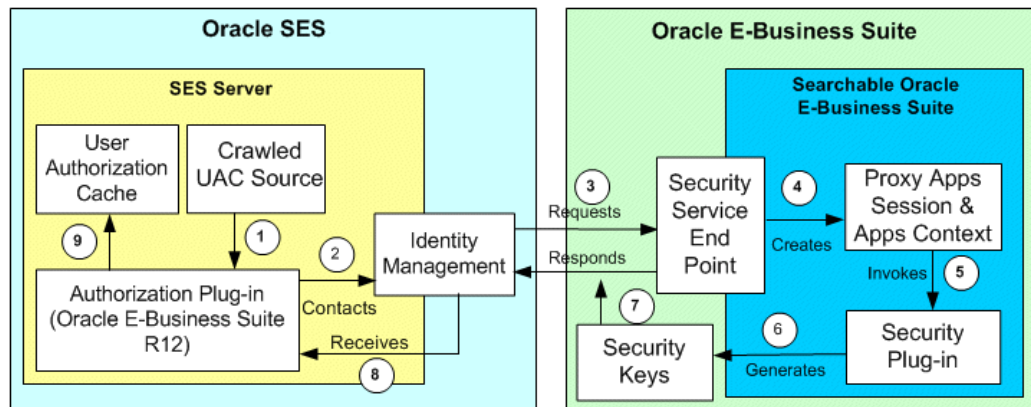 Oracle SES
Oracle E-Business Suite
SES Server
Searchable Oracle
E-Business Suite
User
Authorization
Cache
Crawled
UAC Source
9
1
Authorization Plug-in
(Oracle E-Business Suite
R12)
2
Contacts
Identity
Management
Receives
8
3
Requests
Responds
Security
Service
End
Point
4
Creates
Proxy Apps
Session &
Apps Context
Invokes
5
Security
Plug-in
6
Generates
Security
Keys
7